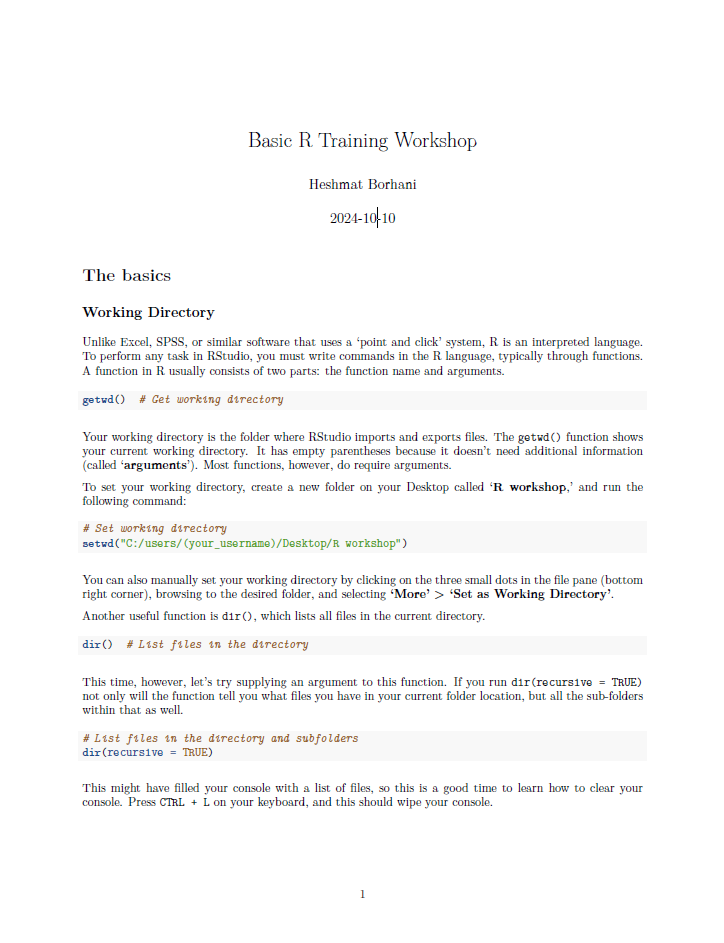 Basic R Training Workshop
Heshmat Borhani
2024-10-10
The basics
Working Directory
Unlike Excel, SPSS, or similar software that uses a ‘point and click’ system, R is an interpreted language.
To perform any task in RStudio, you must write commands in the R language, typically through functions.
A function in R usually consists of two parts: the function name and arguments.
getwd() # Get working directory
Your working directory is the folder where RStudio imports and exports files. The getwd() function shows
your current working directory. It has empty parentheses because it doesn’t need additional information
(called ‘arguments’). Most functions, however, do require arguments.
To set your working directory, create a new folder on your Desktop called ‘R workshop,’ and run the
following command:
# Set working directory
setwd("C:/users/(your_username)/Desktop/R workshop")
You can also manually set your working directory by clicking on the three small dots in the file pane (bottom
right corner), browsing to the desired folder, and selecting ‘More’ > ‘Set as Working Directory’.
Another useful function is dir(), which lists all files in the current directory.
dir() # List files in the directory
This time, however, let’s try supplying an argument to this function. If you run dir(recursive = TRUE)
not only will the function tell you what files you have in your current folder location, but all the sub-folders
within that as well.
# List files in the directory and subfolders
dir(recursive = TRUE)
This might have filled your console with a list of files, so this is a good time to learn how to clear your
console. Press CTRL + L on your keyboard, and this should wipe your console.
1